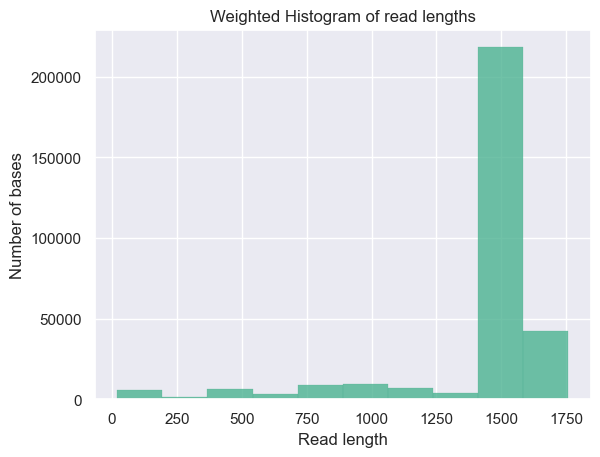 Weighted Histogram of read lengths
Number of bases
200000
150000
100000
50000
0
0 250 500 750 1000 1250 1500 1750
Read length